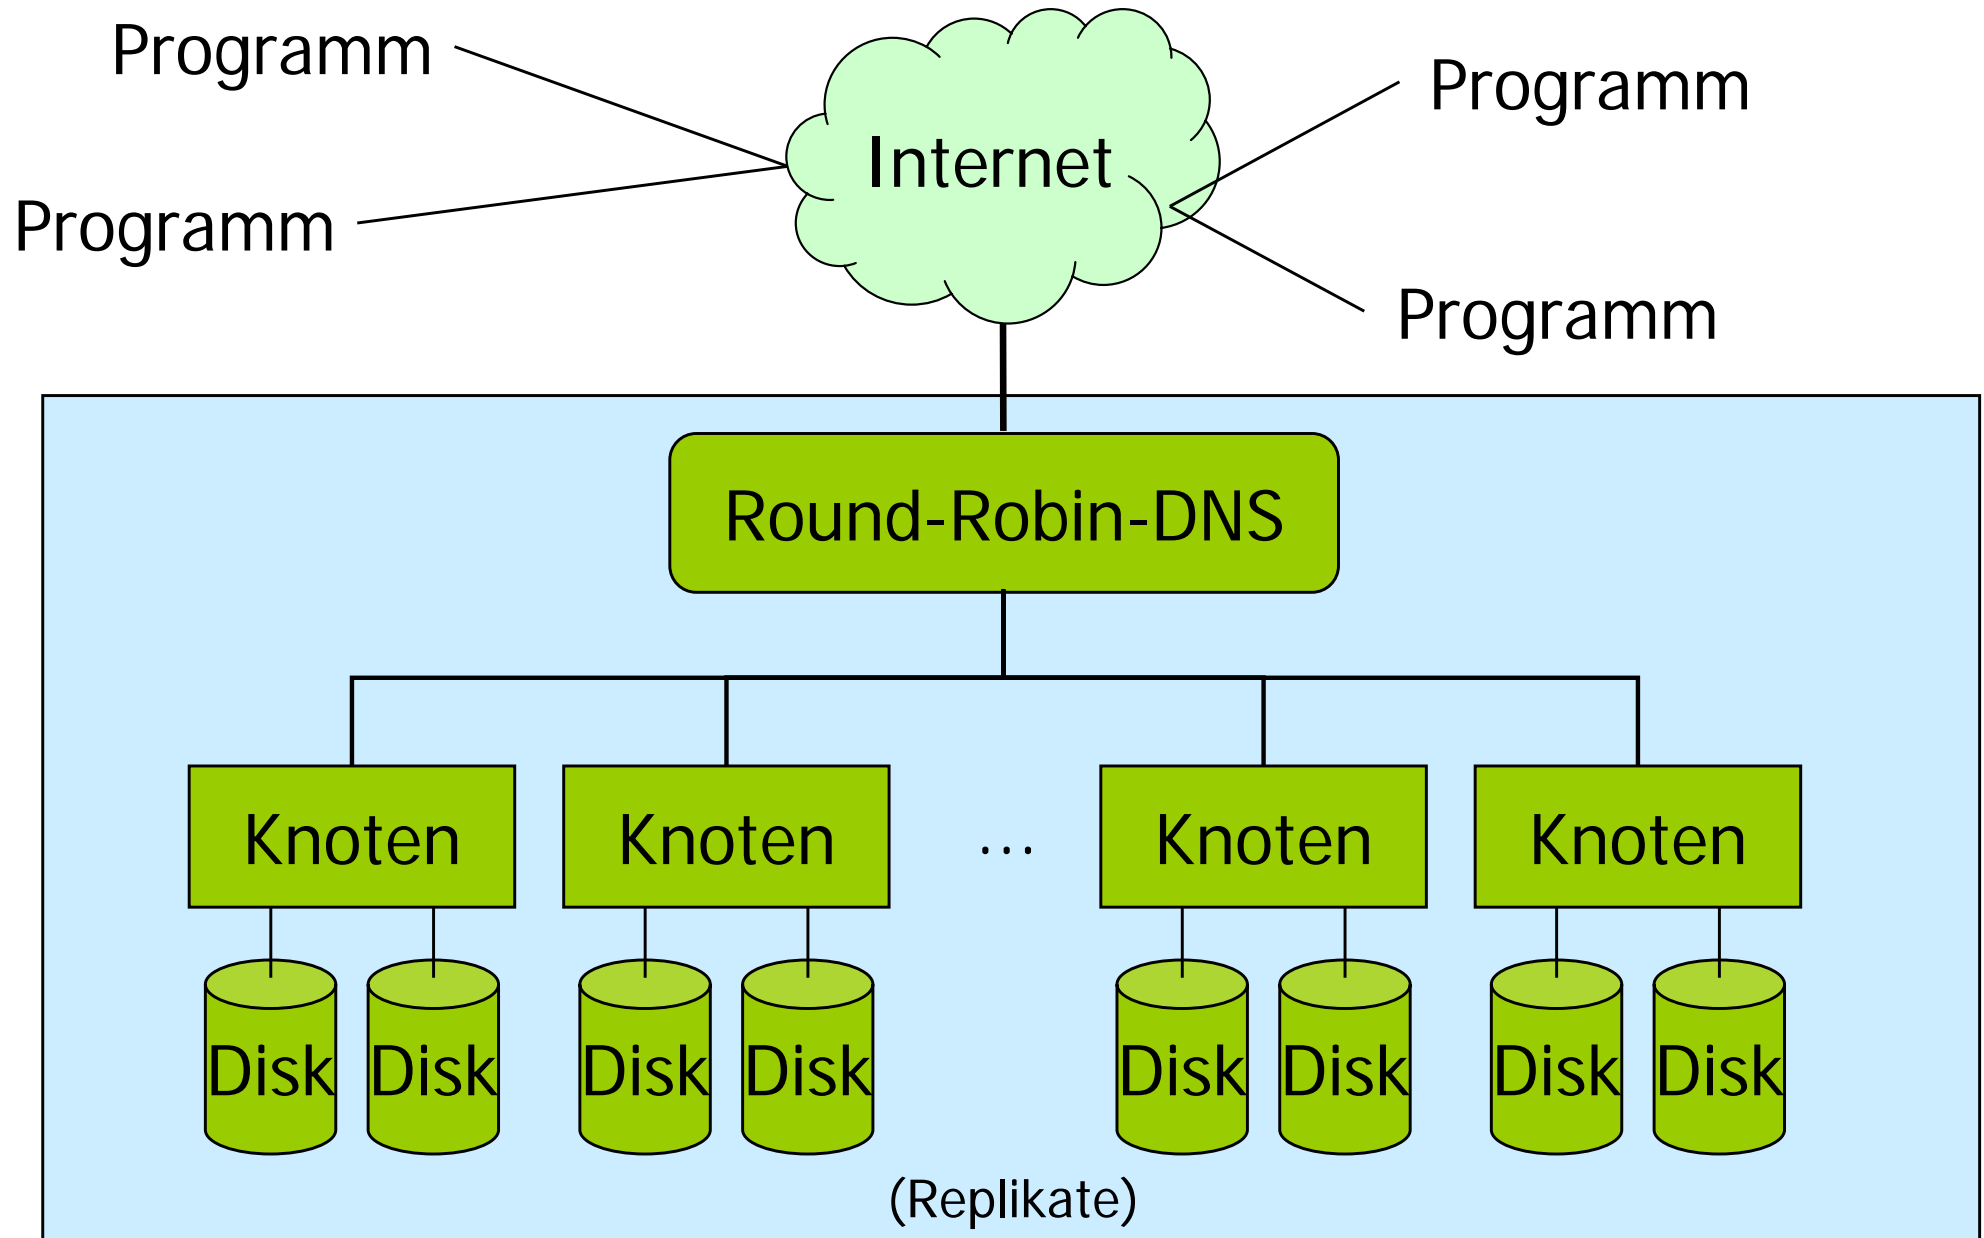 Programm
Programm
Internet
Programm
Programm
Round-Robin-DNS
Knoten
Knoten
...
Knoten
Knoten
Disk
Disk
Disk
Disk
Disk
Disk
Disk
Disk
(Replikate)